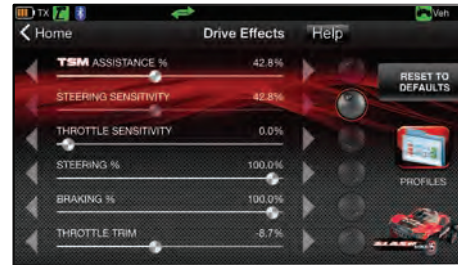 TX
Veh
Home
Drive Effects
Help
TSM ASSISTANCE % 42.8%
RESET TO
DEFAULTS
STEERING SENSITIVITY 42.8%
THROTTLE SENSITIVITY 0.0%
STEERING % 100.0%
PROFILES
BRAKING % 100.0%
THROTTLE TRIM -8.7%
SLASH